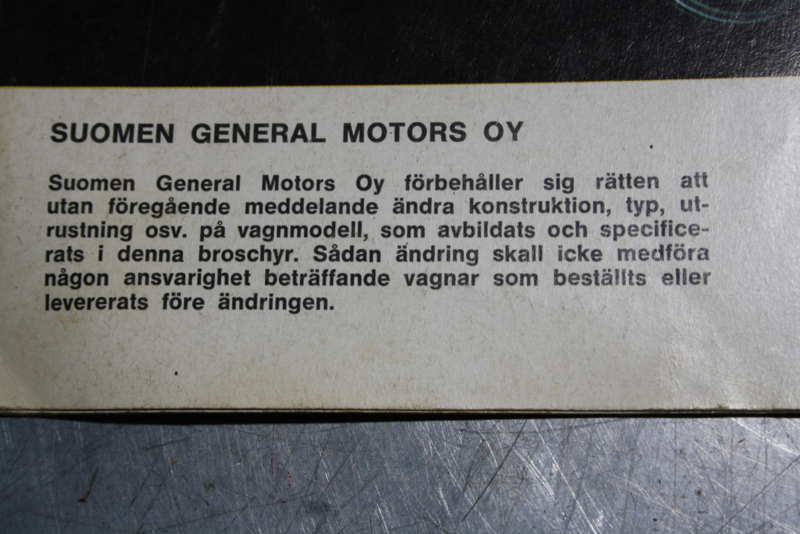 SUOMEN GENERAL MOTORS OY
Suomen General Motors Oy förbehåller sig rätten att
utan föregående meddelande ändra konstruktion, typ, ut-
rustning osv. på vagnmodell, som avbildats och specifice-
rats i denna broschyr. Sådan ändring skall icke medföra
någon ansvarighet beträffande vagnar som beställts eller
levererats före ändringen.